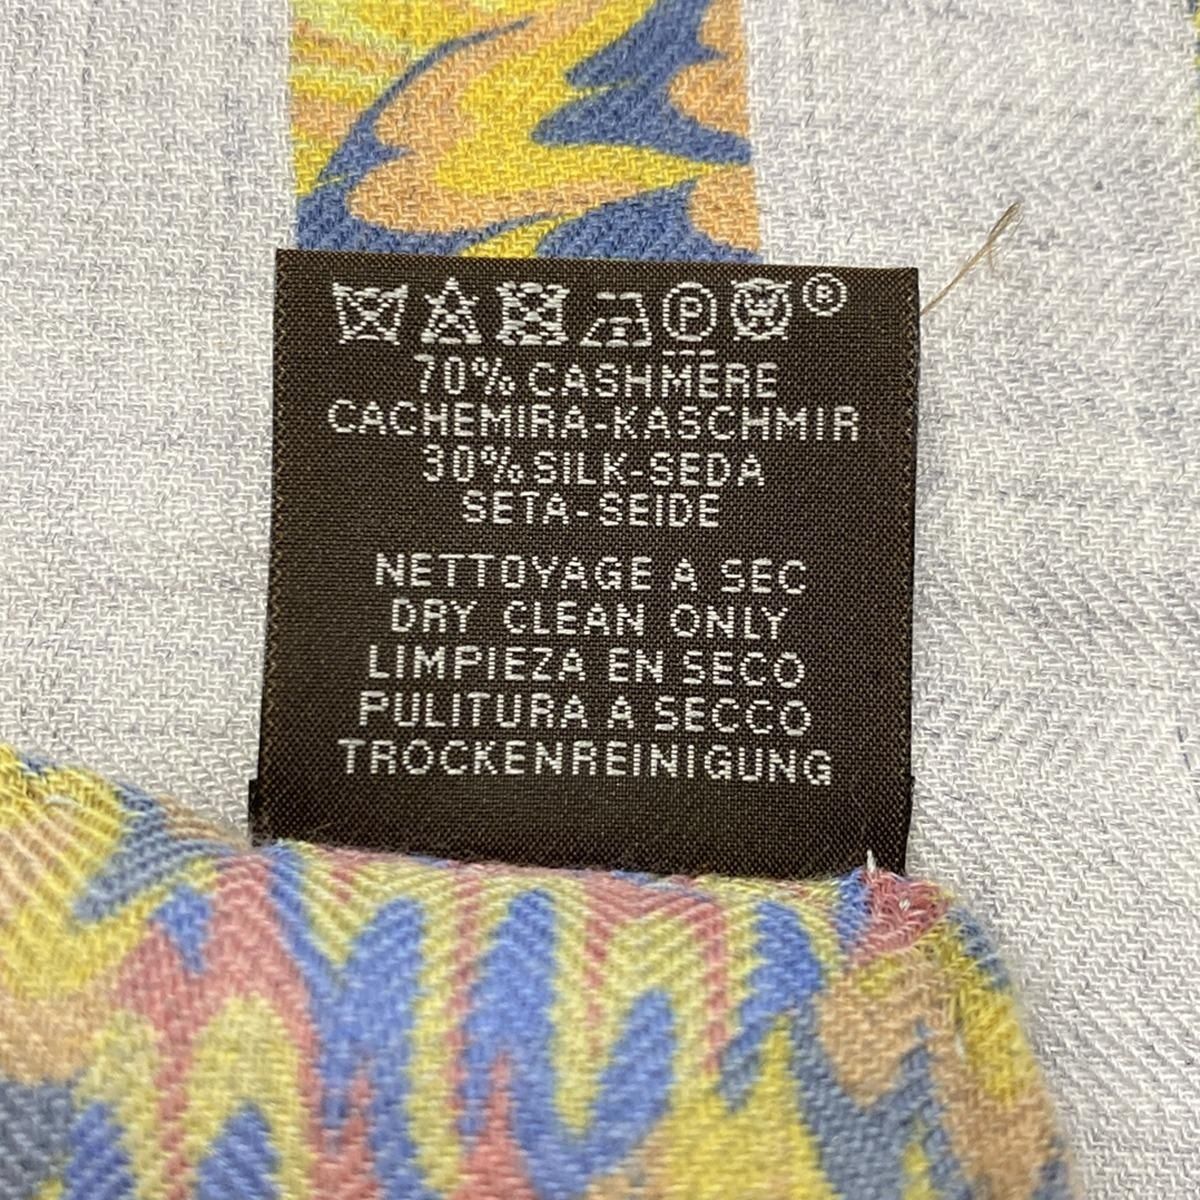 P ®
70% CASHMERE
CACHEMIRA-KASCHMIR
30% SILK-SEDA
SETA-SEIDE
NETTOYAGE A SEC
DRY CLEAN ONLY
LIMPIEZA EN SECO
PULITURA A SECCO
TROCKENREINIGUNG